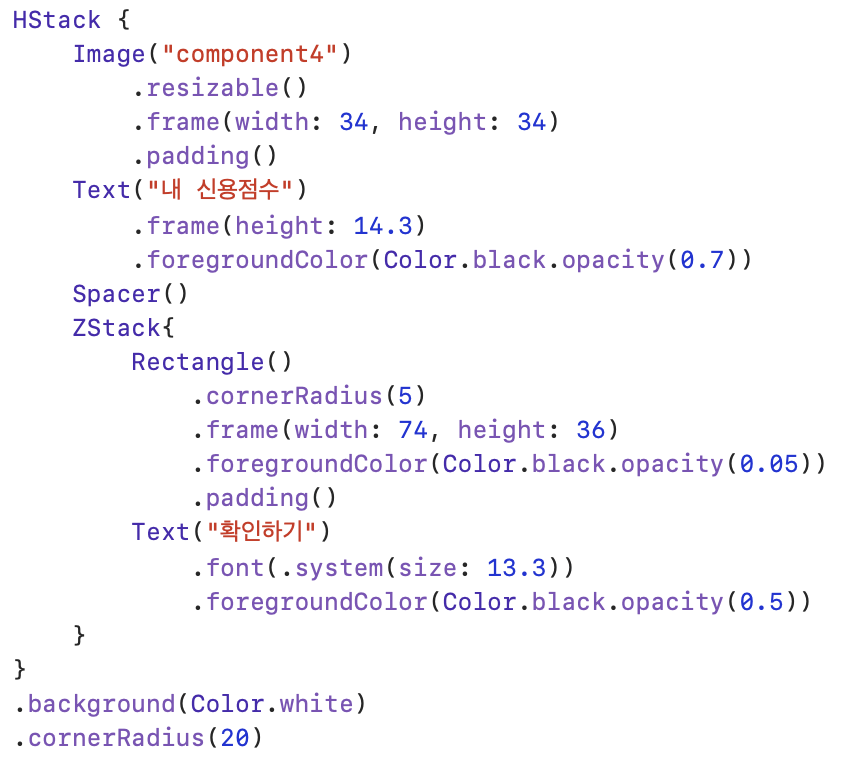 HStack {
    Image("component4")
        .resizable()
        .frame(width: 34, height: 34)
        .padding()
    Text("내 신용점수")
        .frame(height: 14.3)
        .foregroundColor(Color.black.opacity(0.7))
    Spacer()
    ZStack{
        Rectangle()
            .cornerRadius(5)
            .frame(width: 74, height: 36)
            .foregroundColor(Color.black.opacity(0.05))
            .padding()
        Text("확인하기")
            .font(.system(size: 13.3))
            .foregroundColor(Color.black.opacity(0.5))
    }
}
.background(Color.white)
.cornerRadius(20)